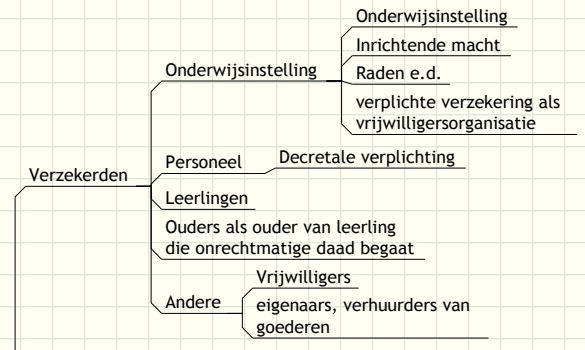 Onderwijsinstelling
Inrichtende macht
Onderwijsinstelling
Raden e.d.
verplichte verzekering als
vrijwilligersorganisatie
Personeel
Decretale verplichting
Verzekerden
Leerlingen
Ouders als ouder van leerling
die onrechtmatige daad begaat
Vrijwilligers
Andere
eigenaars, verhuurders van
goederen